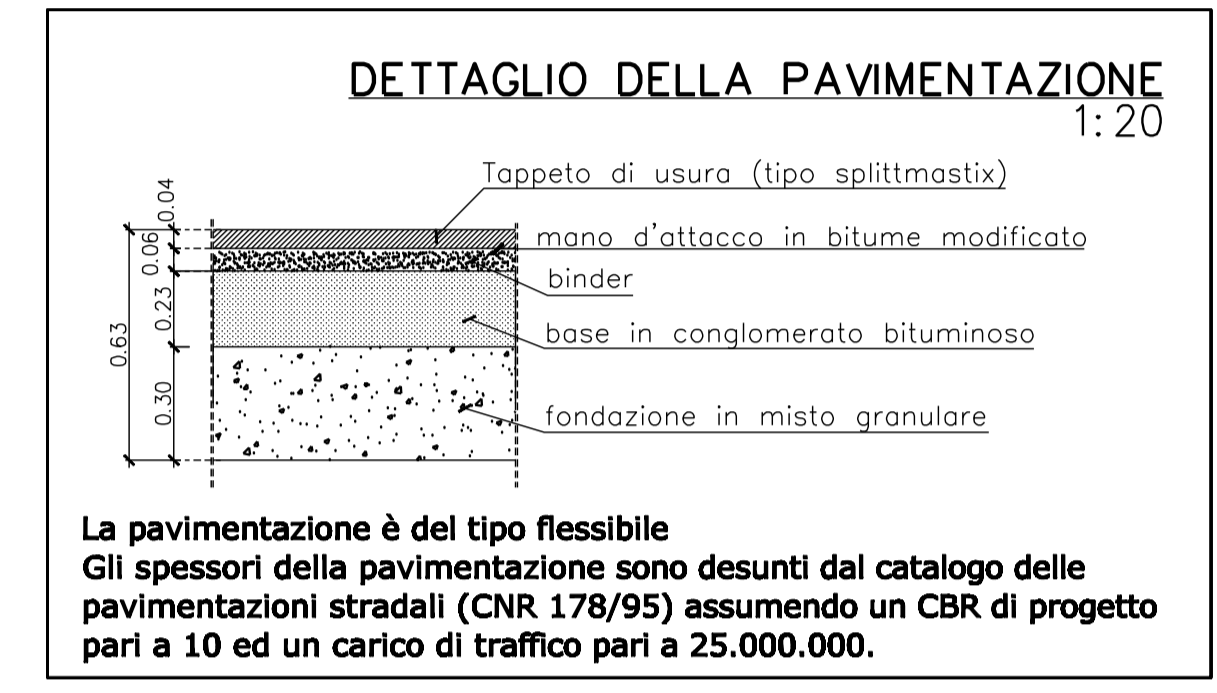 DETTAGLIO DELLA PAVIMENTAZIONE
1:20
Tappeto di usura (tipo splittmastix)
mano d'attacco in bitume modificato
binder
base in conglomerato bituminoso
fondazione in misto granulare
0.04
0.06
0.23
0.63
0.30
La pavimentazione è del tipo flessibile
Gli spessori della pavimentazione sono desunti dal catalogo delle
pavimentazioni stradali (CNR 178/95) assumendo un CBR di progetto
pari a 10 ed un carico di traffico pari a 25.000.000.